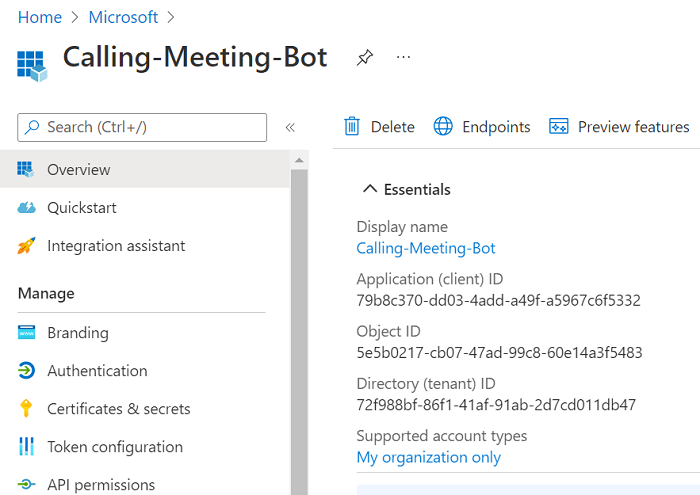 Home > Microsoft >
Calling-Meeting-Bot ...
Search (Ctrl+/) «
Overview
Quickstart
Integration assistant
Manage
Branding
Authentication
Certificates & secrets
Token configuration
API permissions
Delete Endpoints Preview features
Essentials
Display name
Calling-Meeting-Bot
Application (client) ID
79b8c370-dd03-4add-a49f-a5967c6f5332
Object ID
5e5b0217-cb07-47ad-99c8-60e14a3f5483
Directory (tenant) ID
72f988bf-86f1-41af-91ab-2d7cd011db47
Supported account types
My organization only